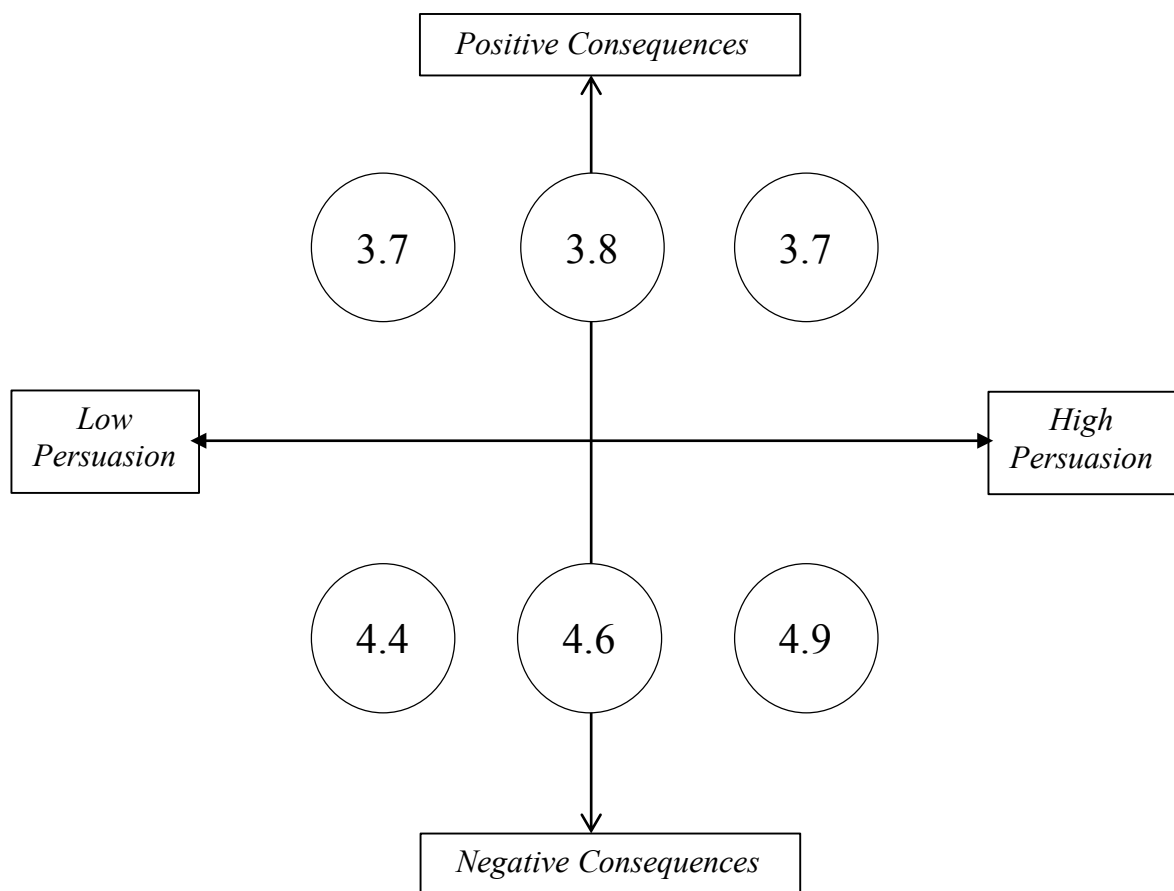 Positive Consequences
3.7 3.8 3.7
Low
Persuasion
High
Persuasion
4.4 4.6 4.9
Negative Consequences